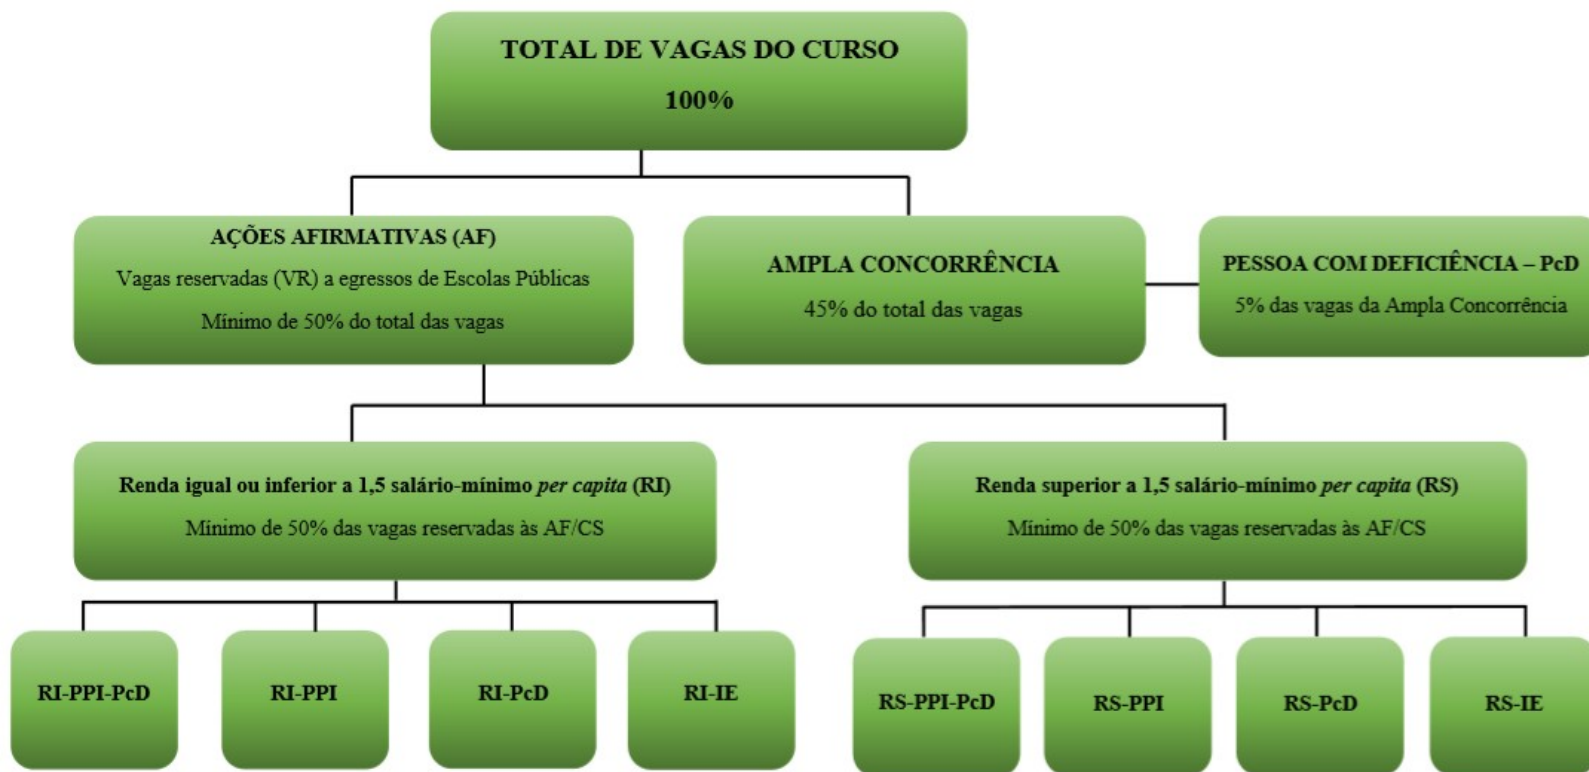 TOTAL DE VAGAS DO CURSO
100%
AÇÕES AFIRMATIVAS (AF)
Vagas reservadas (VR) a egressos de Escolas Públicas
Mínimo de 50% do total das vagas
AMPLA CONCORRÊNCIA
45% do total das vagas
PESSOA COM DEFICIÊNCIA – PcD
5% das vagas da Ampla Concorrência
Renda igual ou inferior a 1,5 salário-mínimo per capita (RI)
Mínimo de 50% das vagas reservadas às AF/CS
Renda superior a 1,5 salário-mínimo per capita (RS)
Mínimo de 50% das vagas reservadas às AF/CS
RI-PPI-PcD
RI-PPI
RI-PcD
RI-IE
RS-PPI-PcD
RS-PPI
RS-PcD
RS-IE